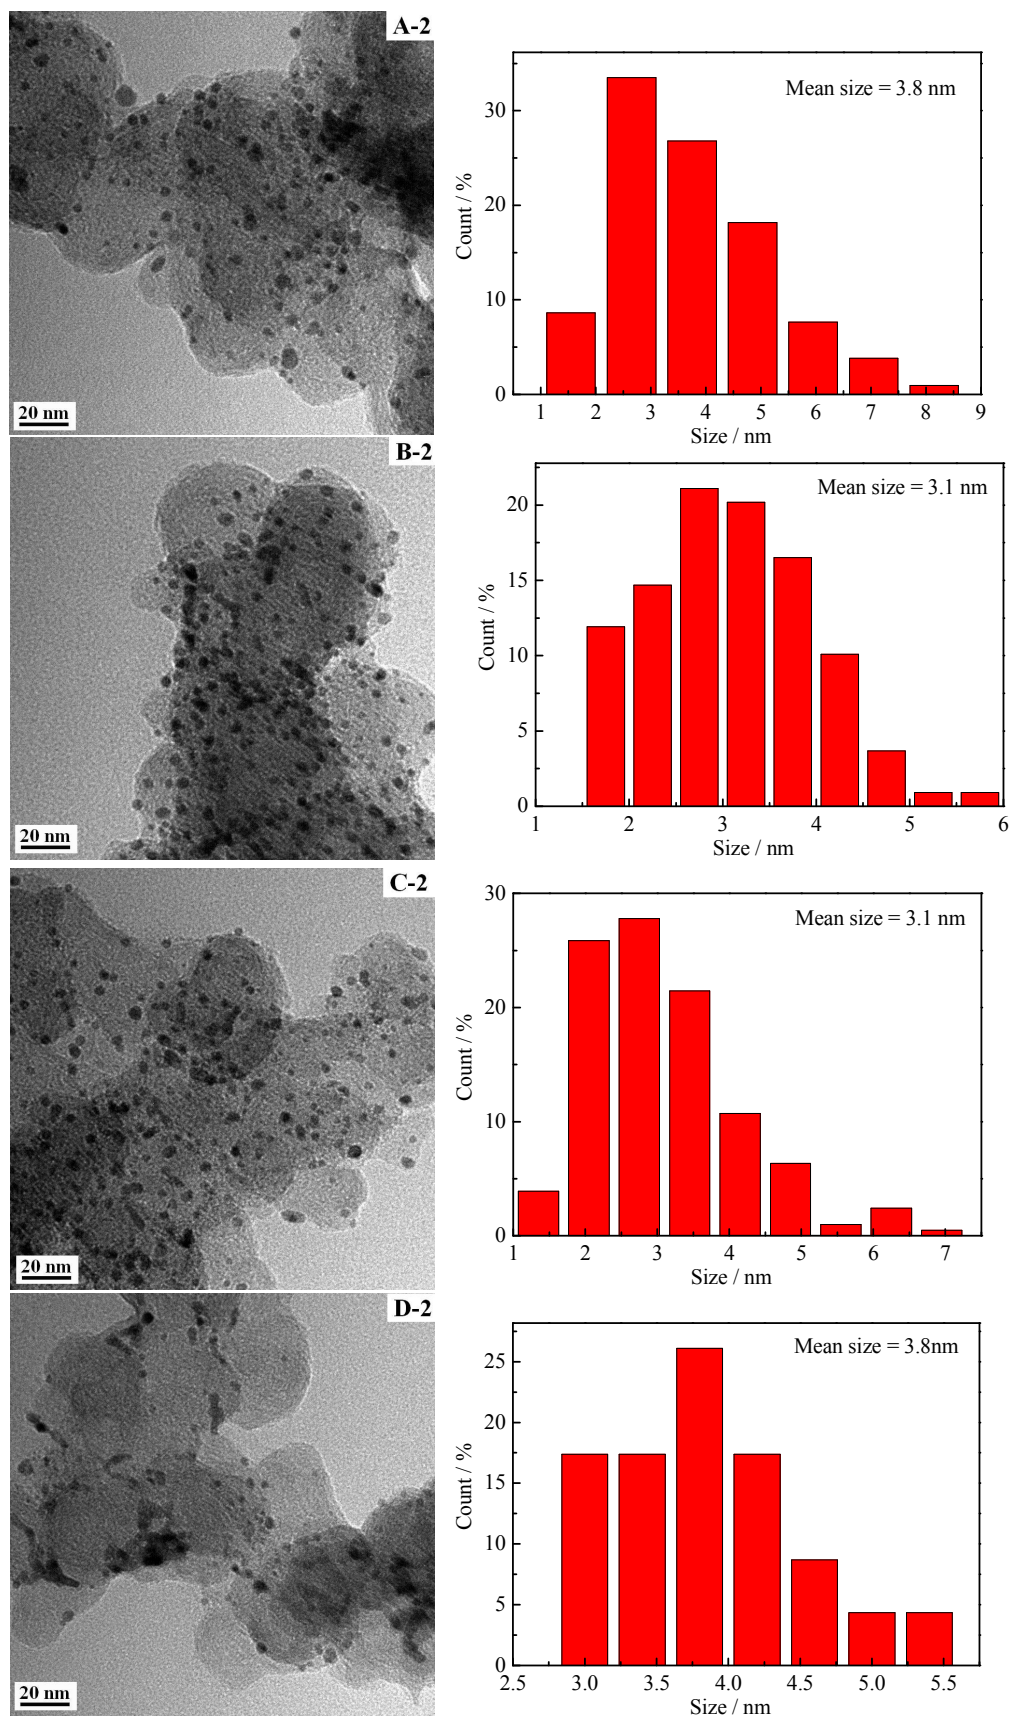 A-2
20 nm
Mean size = 3.8 nm
Count / %
30
20
10
0
1 2 3 4 5 6 7 8 9
Size / nm
B-2
20 nm
Mean size = 3.1 nm
Count / %
20
15
10
5
0
1 2 3 4 5 6
Size / nm
C-2
20 nm
Mean size = 3.1 nm
Count / %
30
20
10
0
1 2 3 4 5 6 7
Size / nm
D-2
20 nm
Mean size = 3.8nm
Count / %
25
20
15
10
5
0
2.5 3.0 3.5 4.0 4.5 5.0 5.5
Size / nm